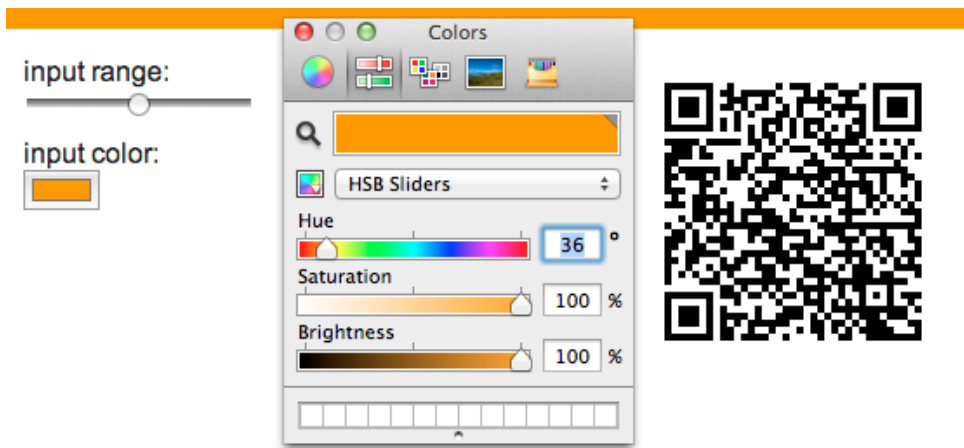 Colors
input range:
input color:
HSB Sliders
Hue
36 °
Saturation
100 %
Brightness
100 %